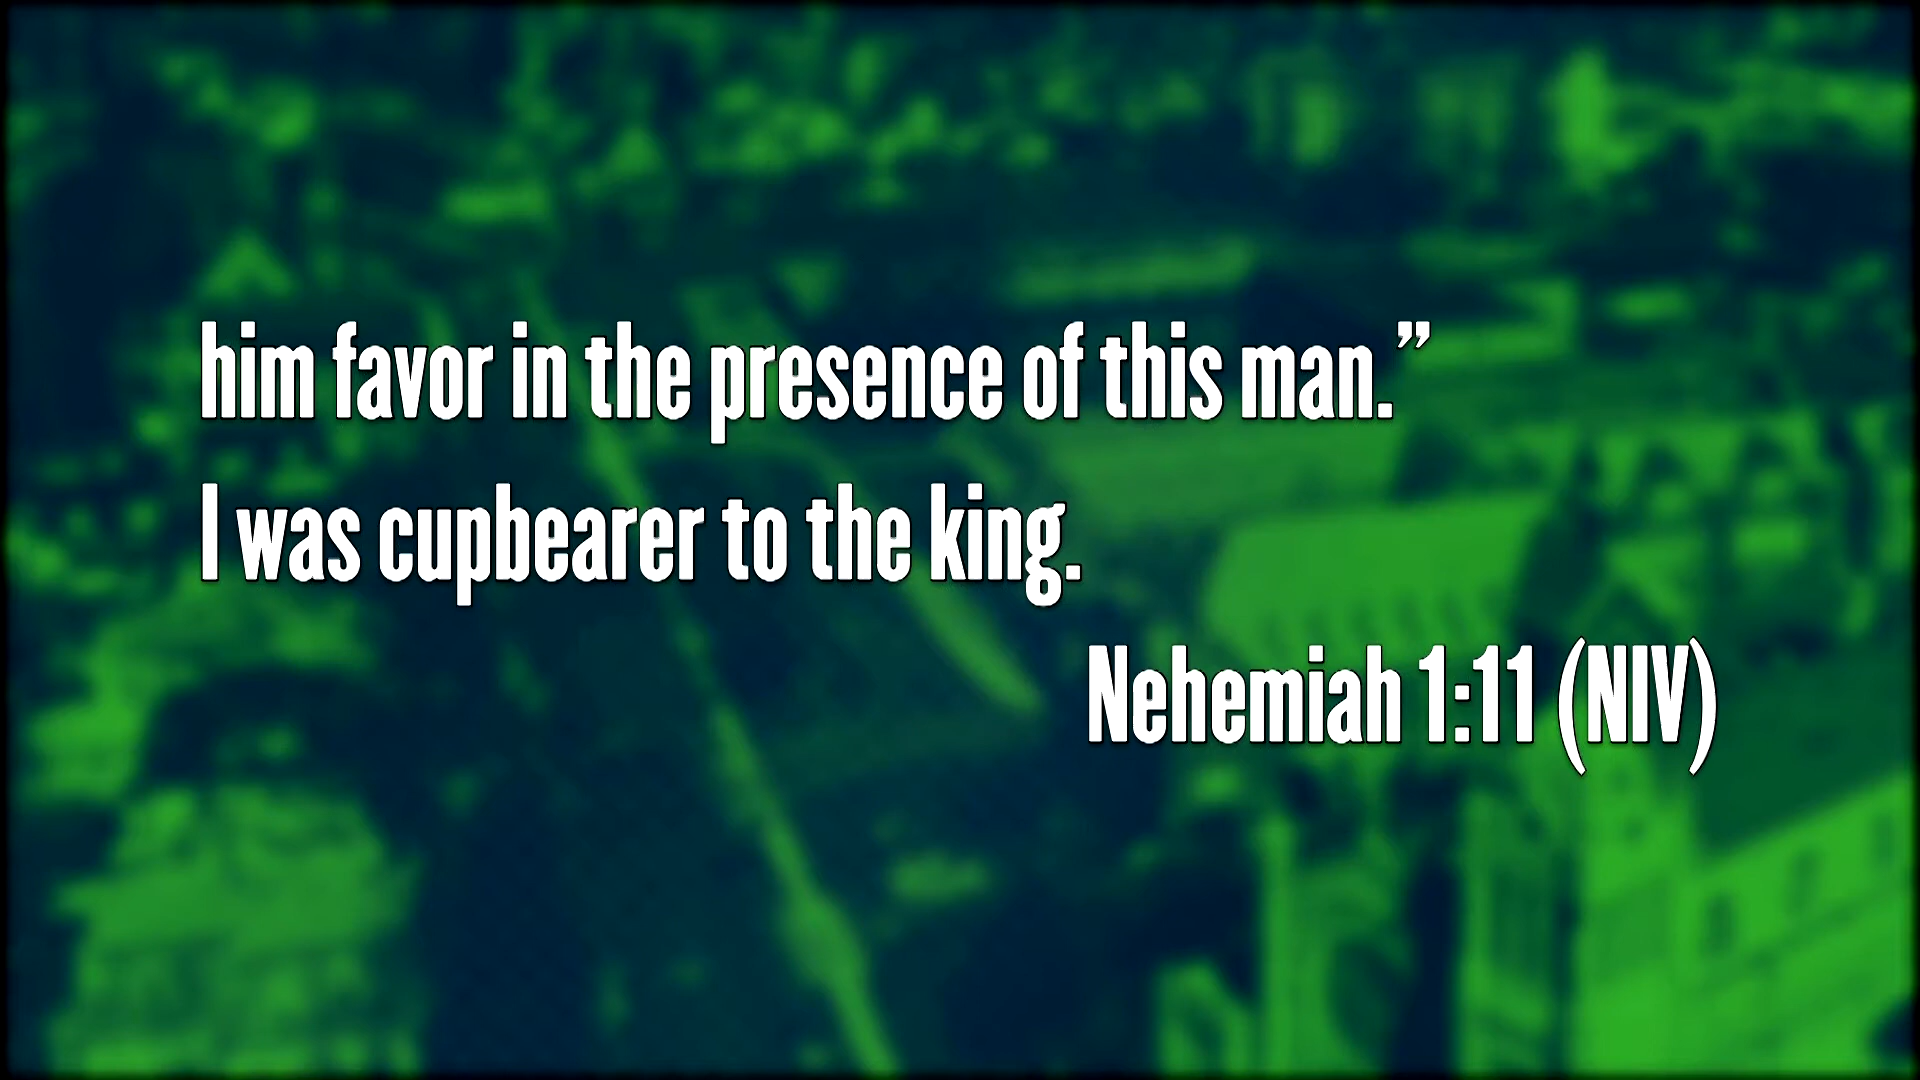 him favor in the presence of this man.”
I was cupbearer to the king.
Nehemiah 1:11 (NIV)